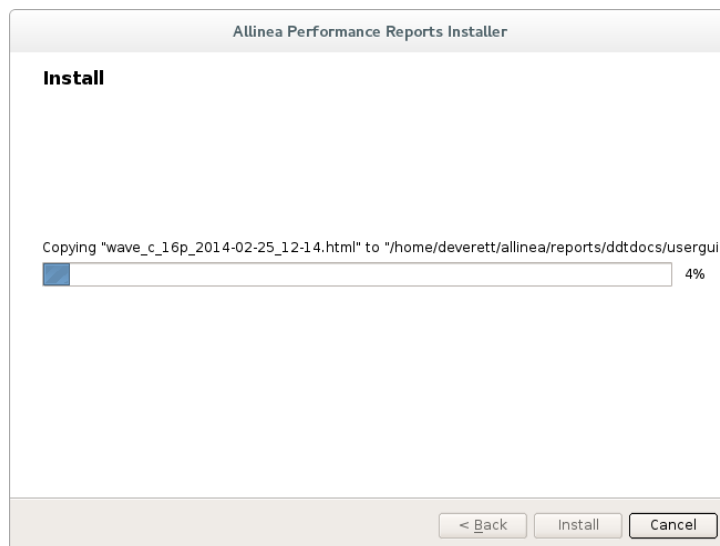 Allinea Performance Reports Installer
Install
Copying "wave_c_16p_2014-02-25_12-14.html" to "/home/deverett/allinea/reports/ddtdocs/usergui
4%
< Back
Install
Cancel